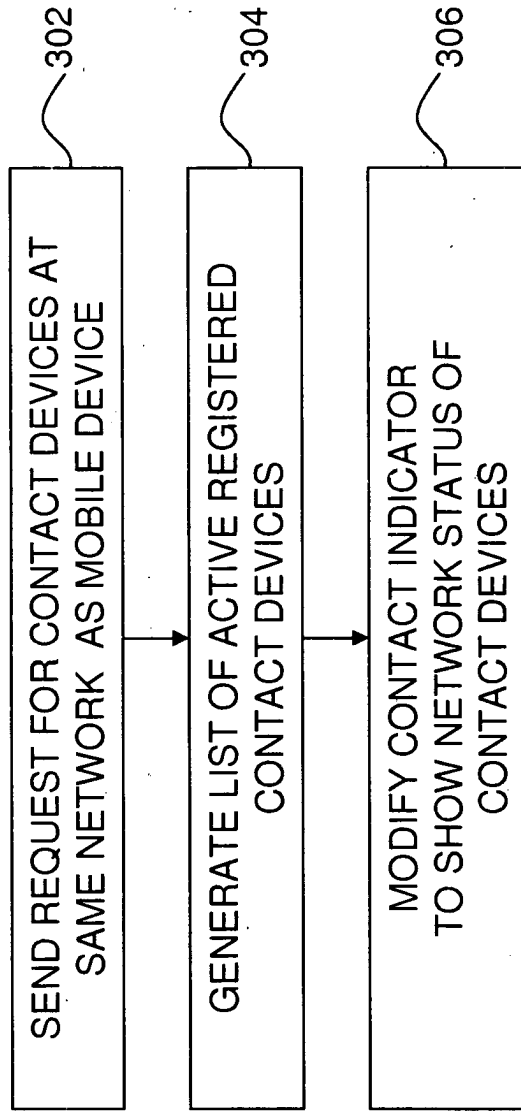 SEND REQUEST FOR CONTACT DEVICES AT
SAME NETWORK AS MOBILE DEVICE
302
GENERATE LIST OF ACTIVE REGISTERED
CONTACT DEVICES
304
MODIFY CONTACT INDICATOR
TO SHOW NETWORK STATUS OF
CONTACT DEVICES
306